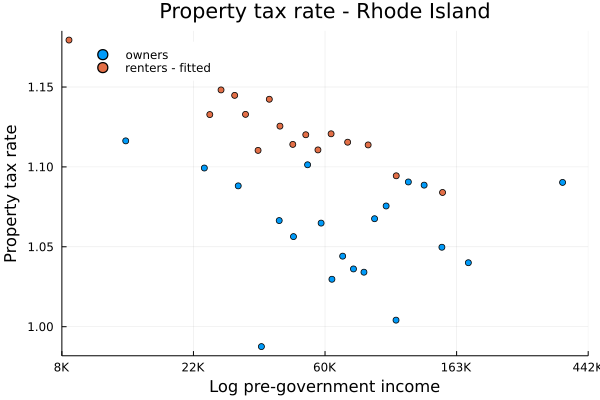 Property tax rate - Rhode Island
owners
renters - fitted
1.15
1.10
1.05
1.00
Property tax rate
8K 22K 60K 163K 442K
Log pre-government income